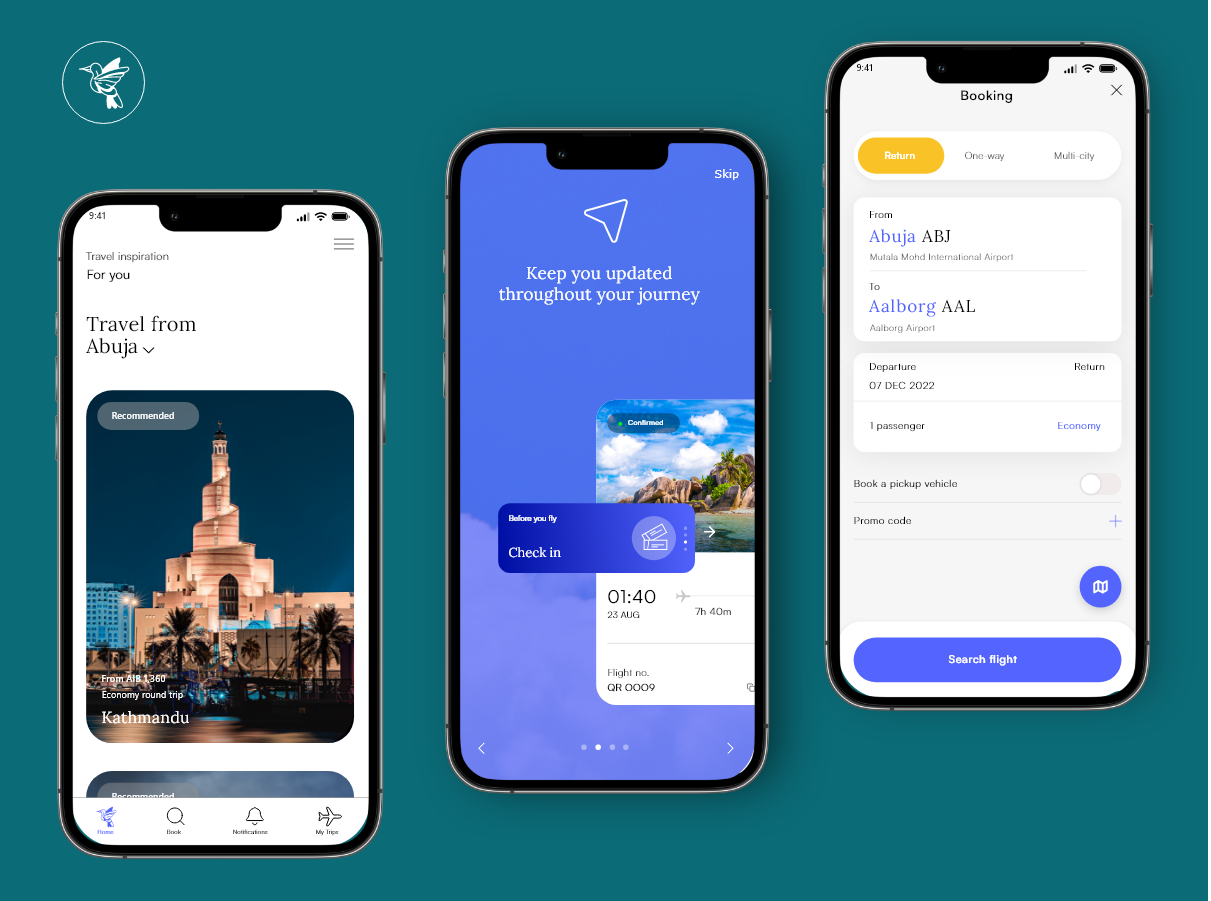 9:41
Travel inspiration
For you
Travel from
Abuja
Recommended
From AIB 1,360
Economy round trip
Kathmandu
Recommended
Home
Book
Notifications
My Trips
Skip
Keep you updated
throughout your journey
Confirmed
Before you fly
Check in
01:40
23 AUG
7h 40m
Flight no.
QR 0009
9:41
Booking
Return
One-way
Multi-city
From
Abuja ABJ
Mutala Mohd International Airport
To
Aalborg AAL
Aalborg Airport
Departure
Return
07 DEC 2022
1 passenger
Economy
Book a pickup vehicle
Promo code
Search flight